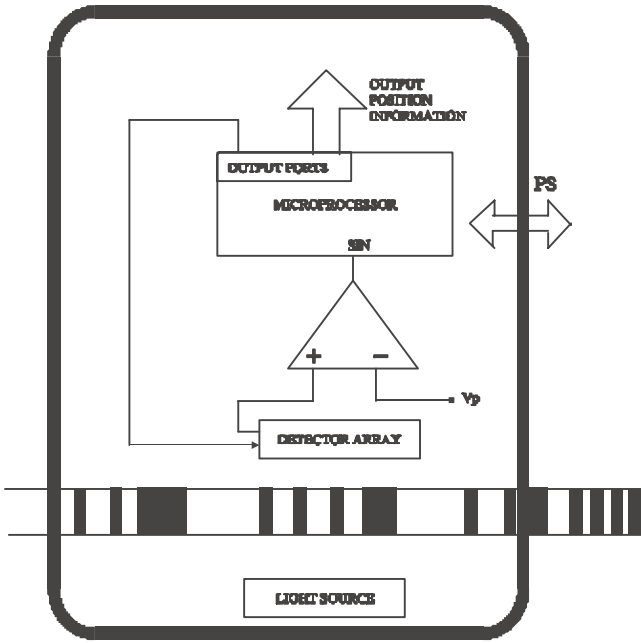 OUTPUT
POSITION
INFORMATION
OUTPUT PORTS
MICROPROCESSOR
PS
SIN
+ −
Vp
DETECTOR ARRAY
LIGHT SOURCE